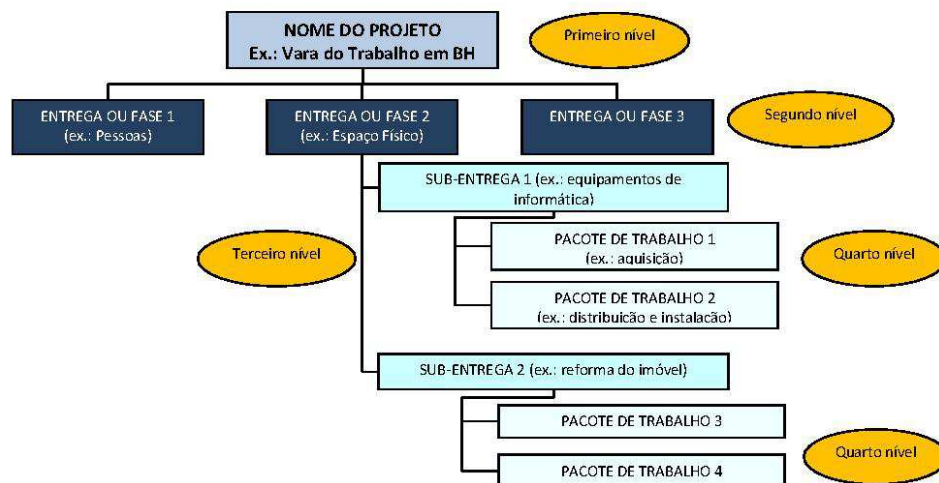 NOME DO PROJETO
Ex.: Vara do Trabalho em BH
Primeiro nível
ENTREGA OU FASE 1
(ex.: Pessoas)
ENTREGA OU FASE 2
(ex.: Espaço Físico)
ENTREGA OU FASE 3
Segundo nível
SUB-ENTREGA 1 (ex.: equipamentos de
informática)
Terceiro nível
PACOTE DE TRABALHO 1
(ex.: aquisição)
Quarto nível
PACOTE DE TRABALHO 2
(ex.: distribuição e instalação)
SUB-ENTREGA 2 (ex.: reforma do imóvel)
PACOTE DE TRABALHO 3
PACOTE DE TRABALHO 4
Quarto nível